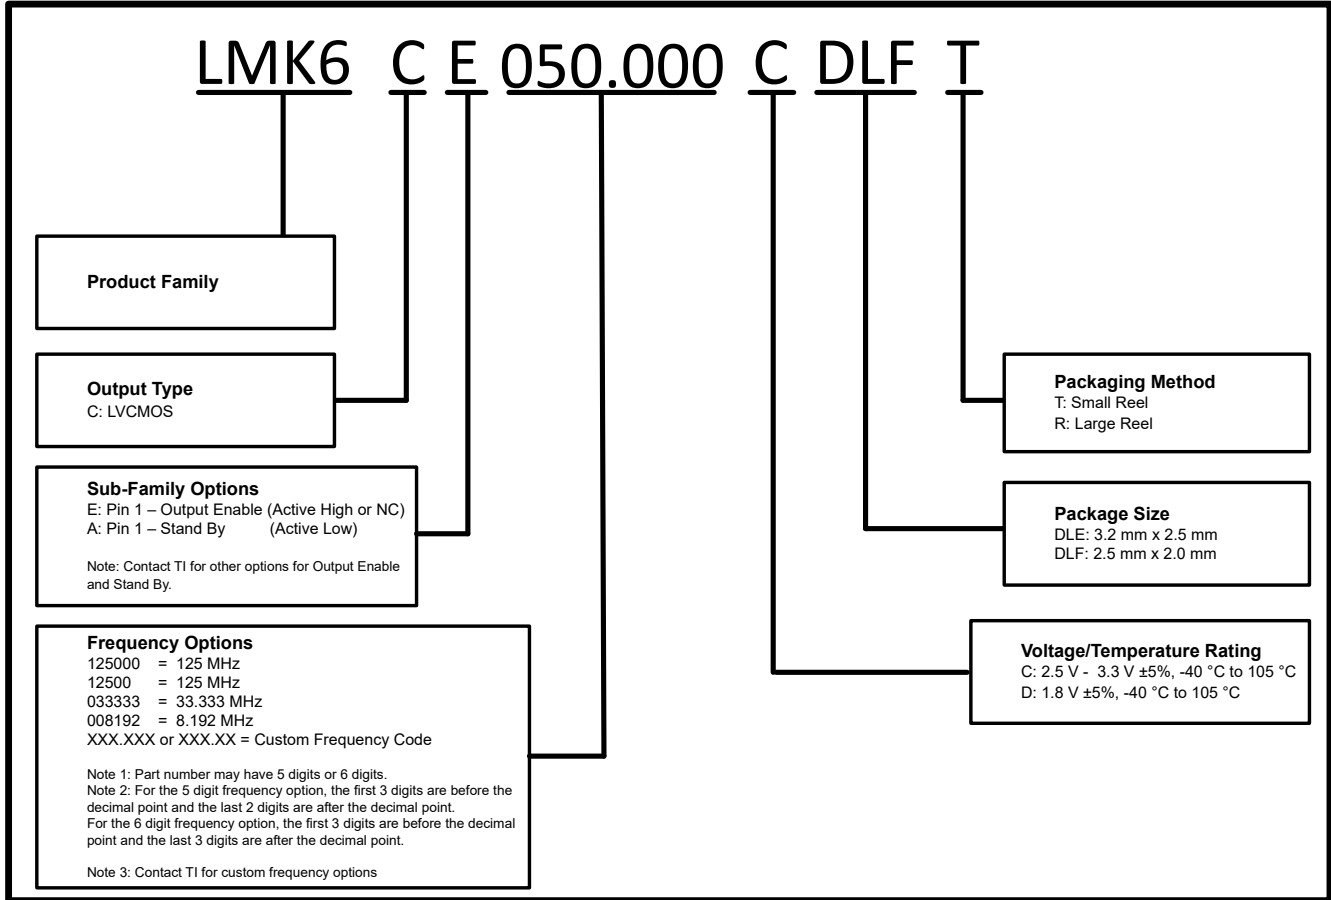 LMK6 C E 050.000 C DLF T
Product Family
Output Type
C: LVCMOS
Sub-Family Options
E: Pin 1 – Output Enable (Active High or NC)
A: Pin 1 – Stand By (Active Low)
Note: Contact TI for other options for Output Enable
and Stand By.
Frequency Options
125000 = 125 MHz
12500 = 125 MHz
033333 = 33.333 MHz
008192 = 8.192 MHz
XXX.XXX or XXX.XX = Custom Frequency Code
Note 1: Part number may have 5 digits or 6 digits.
Note 2: For the 5 digit frequency option, the first 3 digits are before the
decimal point and the last 2 digits are after the decimal point.
For the 6 digit frequency option, the first 3 digits are before the decimal
point and the last 3 digits are after the decimal point.
Note 3: Contact TI for custom frequency options
Packaging Method
T: Small Reel
R: Large Reel
Package Size
DLE: 3.2 mm x 2.5 mm
DLF: 2.5 mm x 2.0 mm
Voltage/Temperature Rating
C: 2.5 V - 3.3 V ±5%, -40 °C to 105 °C
D: 1.8 V ±5%, -40 °C to 105 °C